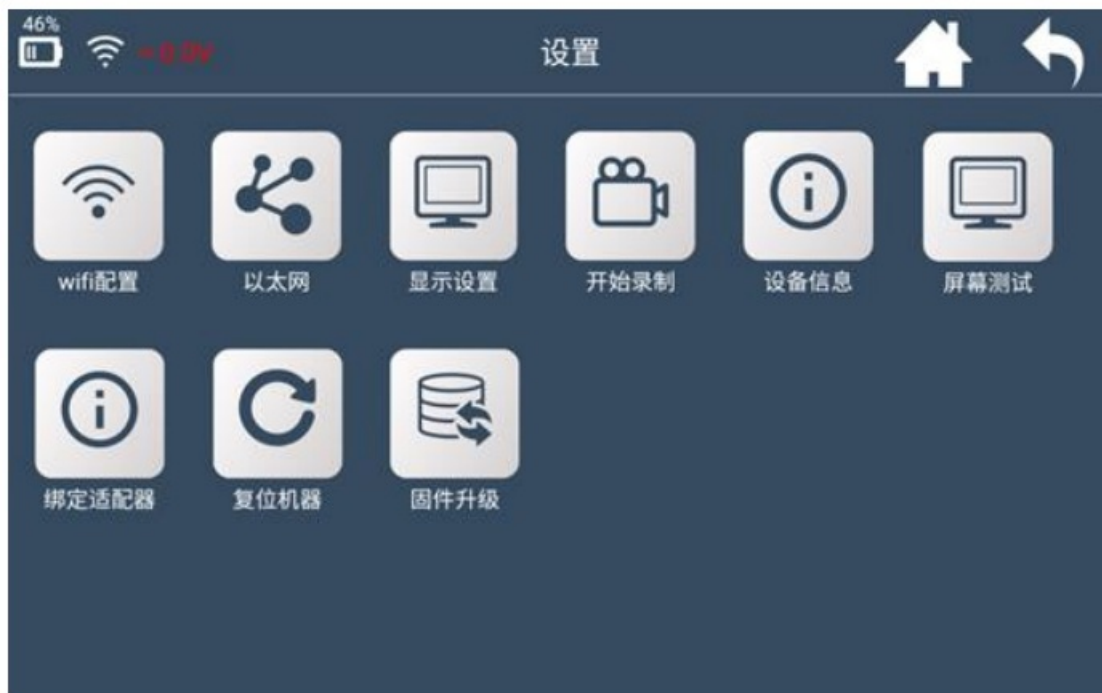 46%
0.0V
设置
wifi配置
以太网
显示设置
开始录制
设备信息
屏幕测试
绑定适配器
复位机器
固件升级